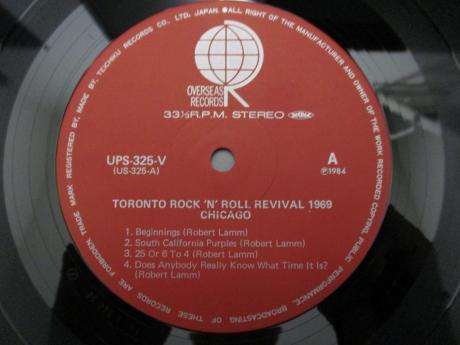 TRADE MARK REGISTERED BY, MADE BY, TEICHIKU RECORDS CO. LTD. JAPAN. ●ALL RIGHT OF THE MANUFACTURER AND OWNER OF THE WORK RECORDED COPYING, PUBLIC PERFORMANCE, BROADCASTING OF THESE RECORDS ARE FORBIDDEN
OVERSEAS
RECORDS
R
33⅓R.P.M. STEREO
UPS-325-V
(US-325-A)
A
Ⓟ1984
TORONTO ROCK 'N' ROLL REVIVAL 1969
CHICAGO
1. Beginnings (Robert Lamm)
2. South California Purples (Robert Lamm)
3. 25 Or 6 To 4 (Robert Lamm)
4. Does Anybody Really Know What Time It Is?
(Robert Lamm)